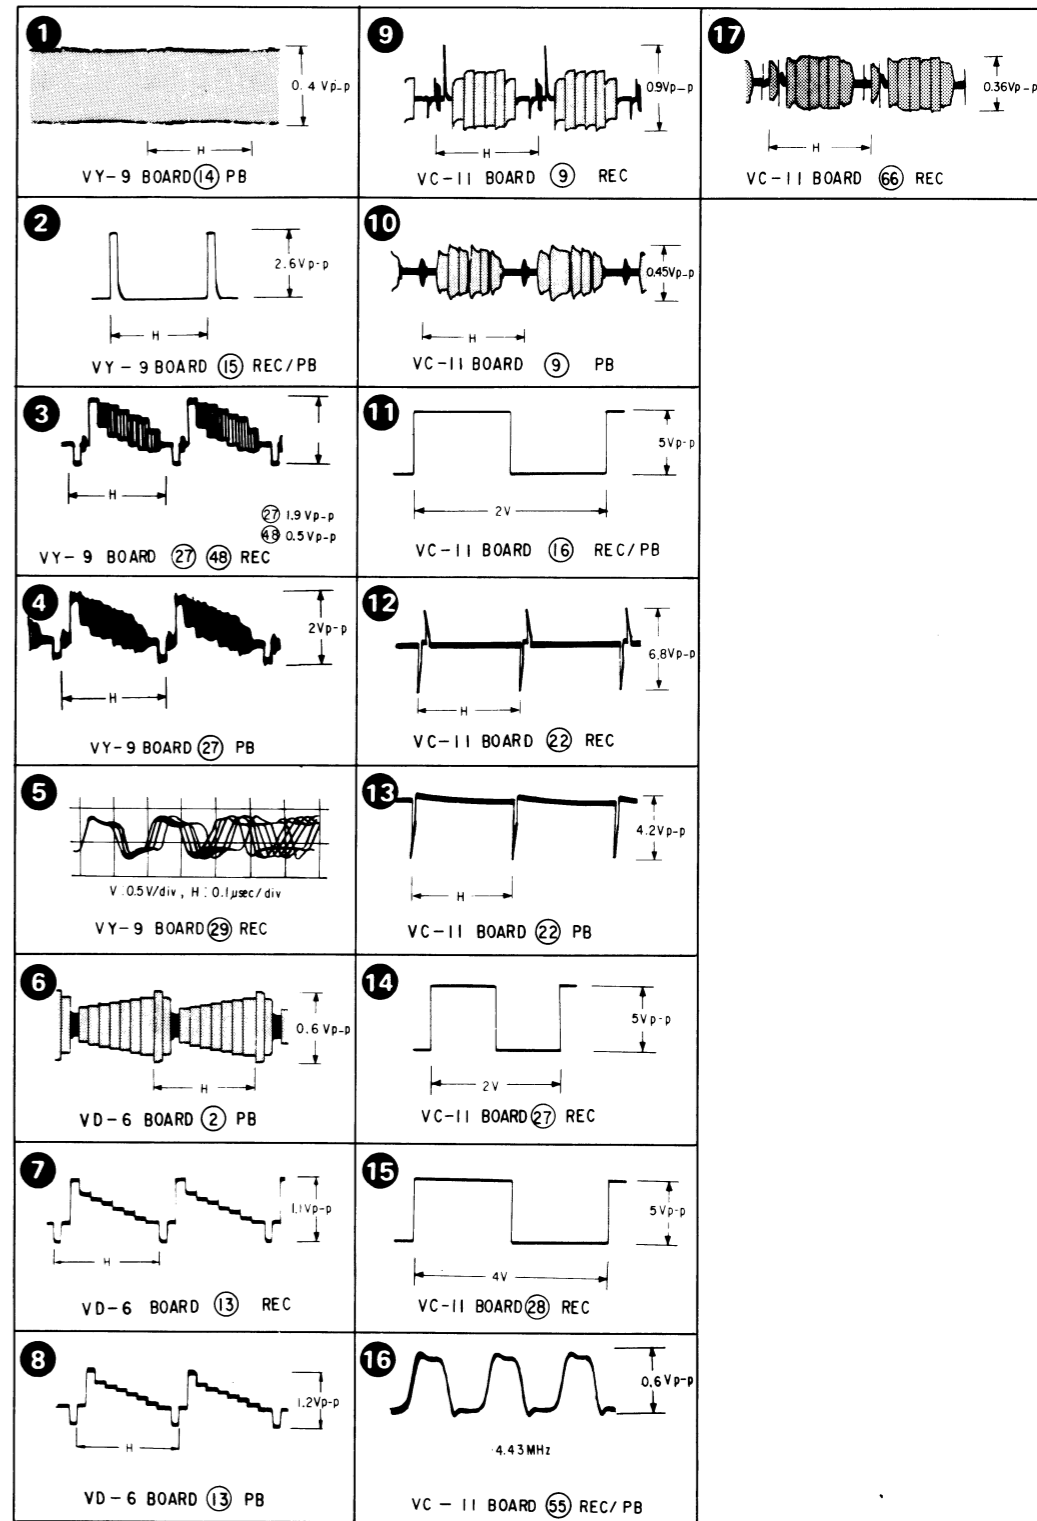 1
0.4 Vp-p
H
VY-9 BOARD 14 PB
2
2.6Vp-p
H
VY-9 BOARD 15 REC/PB
3
H
27 1.9Vp-p
48 0.5Vp-p
VY-9 BOARD 27 48 REC
4
2Vp-p
H
VY-9 BOARD 27 PB
5
V:0.5V/div, H:0.1µsec/div
VY-9 BOARD 29 REC
6
0.6Vp-p
H
VD-6 BOARD 2 PB
7
1.1Vp-p
H
VD-6 BOARD 13 REC
8
1.2Vp-p
H
VD-6 BOARD 13 PB
9
0.9Vp-p
H
VC-11 BOARD 9 REC
10
0.45Vp-p
H
VC-11 BOARD 9 PB
11
5Vp-p
2V
VC-11 BOARD 16 REC/PB
12
6.8Vp-p
H
VC-11 BOARD 22 REC
13
4.2Vp-p
H
VC-11 BOARD 22 PB
14
5Vp-p
2V
VC-11 BOARD 27 REC
15
5Vp-p
4V
VC-11 BOARD 28 REC
16
0.6Vp-p
4.43MHz
VC-11 BOARD 55 REC/PB
17
0.36Vp-p
H
VC-11 BOARD 66 REC